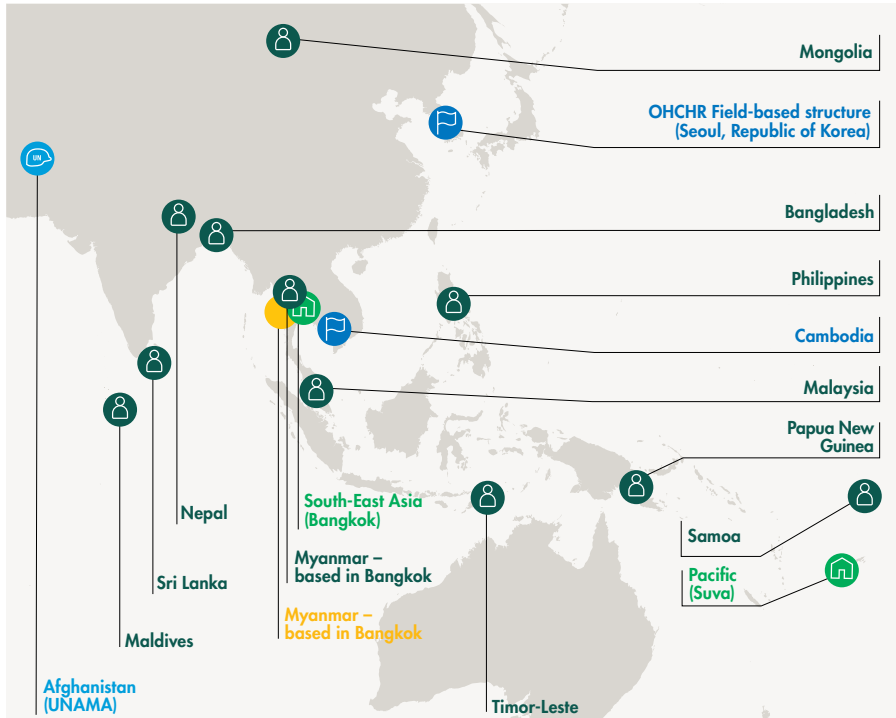 Mongolia
OHCHR Field-based structure
(Seoul, Republic of Korea)
UN
Bangladesh
Philippines
Cambodia
Malaysia
Papua New
Guinea
South-East Asia
(Bangkok)
Nepal
Samoa
Myanmar –
based in Bangkok
Pacific
(Suva)
Sri Lanka
Myanmar –
based in Bangkok
Maldives
Afghanistan
(UNAMA)
Timor-Leste